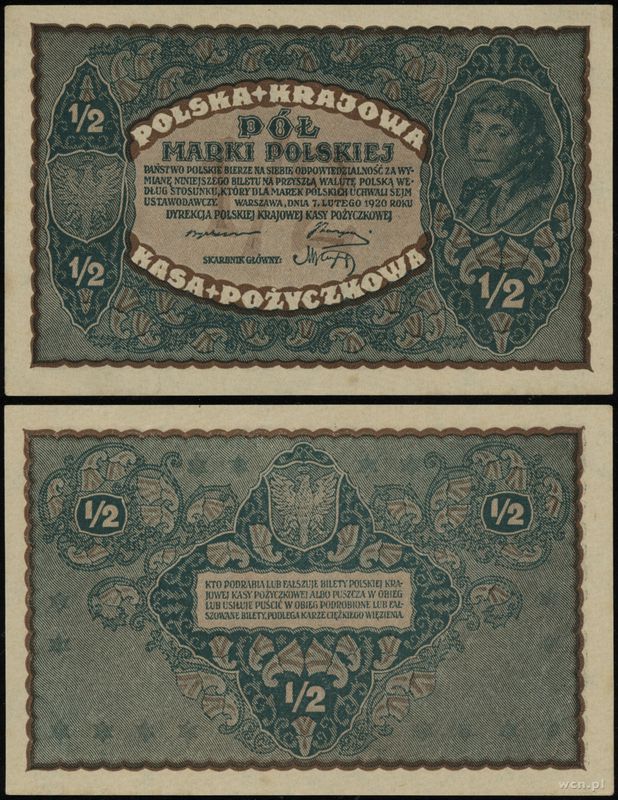 POLSKA+KRAJOWA
1/2
PÓŁ
MARKI POLSKIEJ
PAŃSTWO POLSKIE BIERZE NA SIEBIE ODPOWIEDZIALNOŚĆ ZA WY-
MIANĘ NINIEJSZEGO BILETU NA PRZYSZŁĄ WALUTĘ POLSKĄ WE-
DŁUG STOSUNKU, KTÓRY DLA MAREK POLSKICH UCHWALI SEJM
USTAWODAWCZY. WARSZAWA, DNIA 7. LUTEGO 1920 ROKU
DYREKCJA POLSKIEJ KRAJOWEJ KASY POŻYCZKOWEJ
SKARBNIK GŁÓWNY:
1/2
1/2
KASA+POŻYCZKOWA
1/2
1/2
KTO PODRABIA LUB FAŁSZUJE BILETY POLSKIEJ KRA-
JOWEJ KASY POŻYCZKOWEJ ALBO PUSZCZA W OBIEG
LUB USIŁUJE PUŚCIĆ W OBIEG PODROBIONE LUB FAŁ-
SZOWANE BILETY, PODLEGA KARZE CIĘŻKIEGO WIĘZIENIA.
1/2
wcn.pl